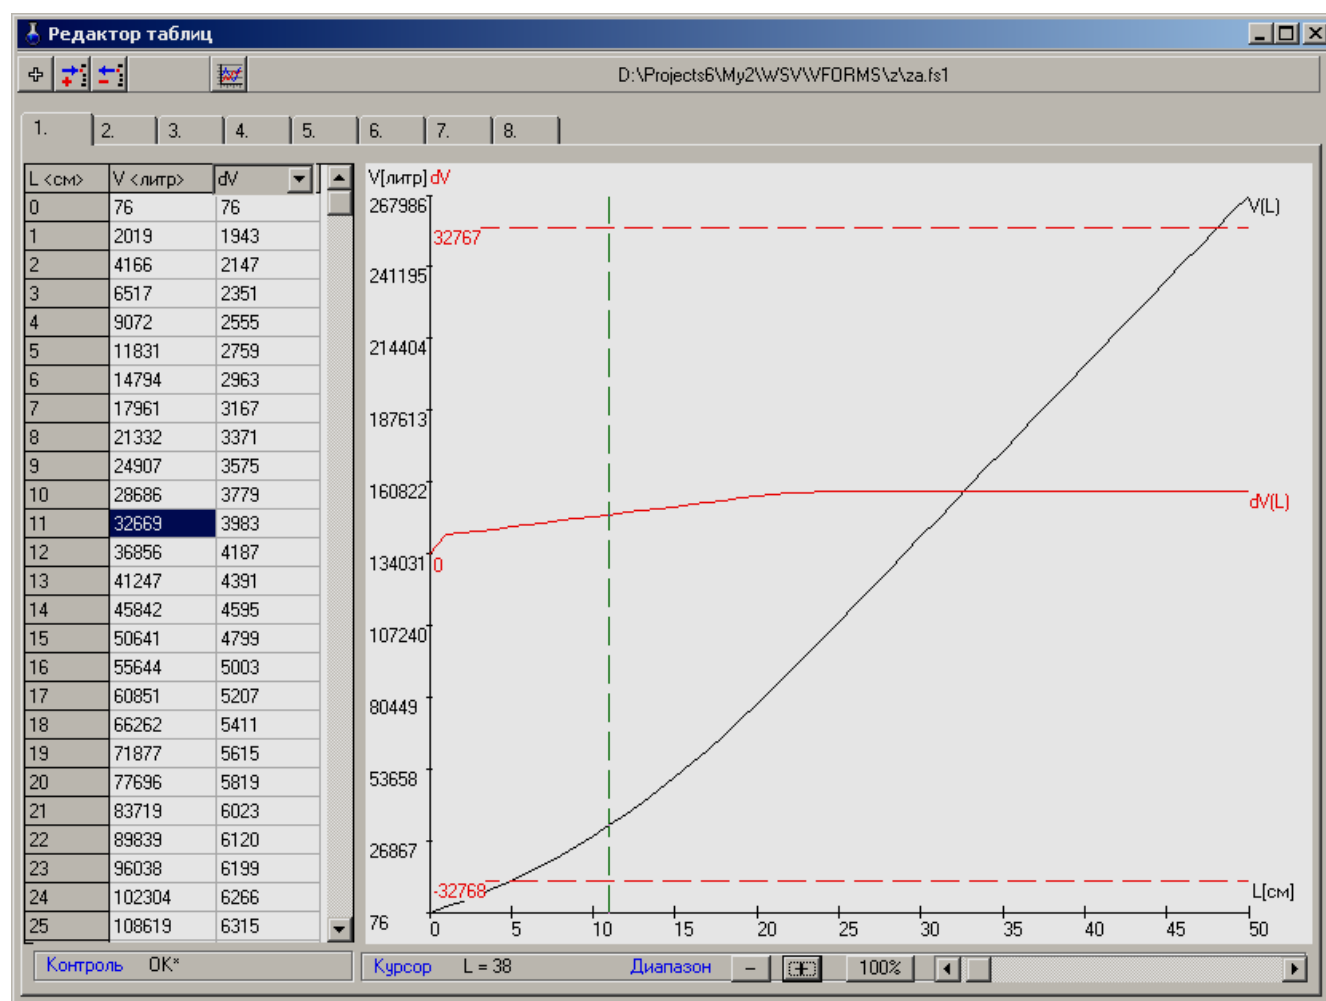 Редактор таблиц
D:\Projects6\My2\WSV\VFORMS\z\za.fs1
1. 2. 3. 4. 5. 6. 7. 8.
L <см> V <литр> dV
0 76 76
1 2019 1943
2 4166 2147
3 6517 2351
4 9072 2555
5 11831 2759
6 14794 2963
7 17961 3167
8 21332 3371
9 24907 3575
10 28686 3779
11 32669 3983
12 36856 4187
13 41247 4391
14 45842 4595
15 50641 4799
16 55644 5003
17 60851 5207
18 66262 5411
19 71877 5615
20 77696 5819
21 83719 6023
22 89839 6120
23 96038 6199
24 102304 6266
25 108619 6315
V[литр] dV
267986
V(L)
32767
241195
214404
187613
160822
dV(L)
134031
0
107240
80449
53658
26867
-32768
L[см]
76
0 5 10 15 20 25 30 35 40 45 50
Контроль OK*
Курсор L = 38 Диапазон - + 100%